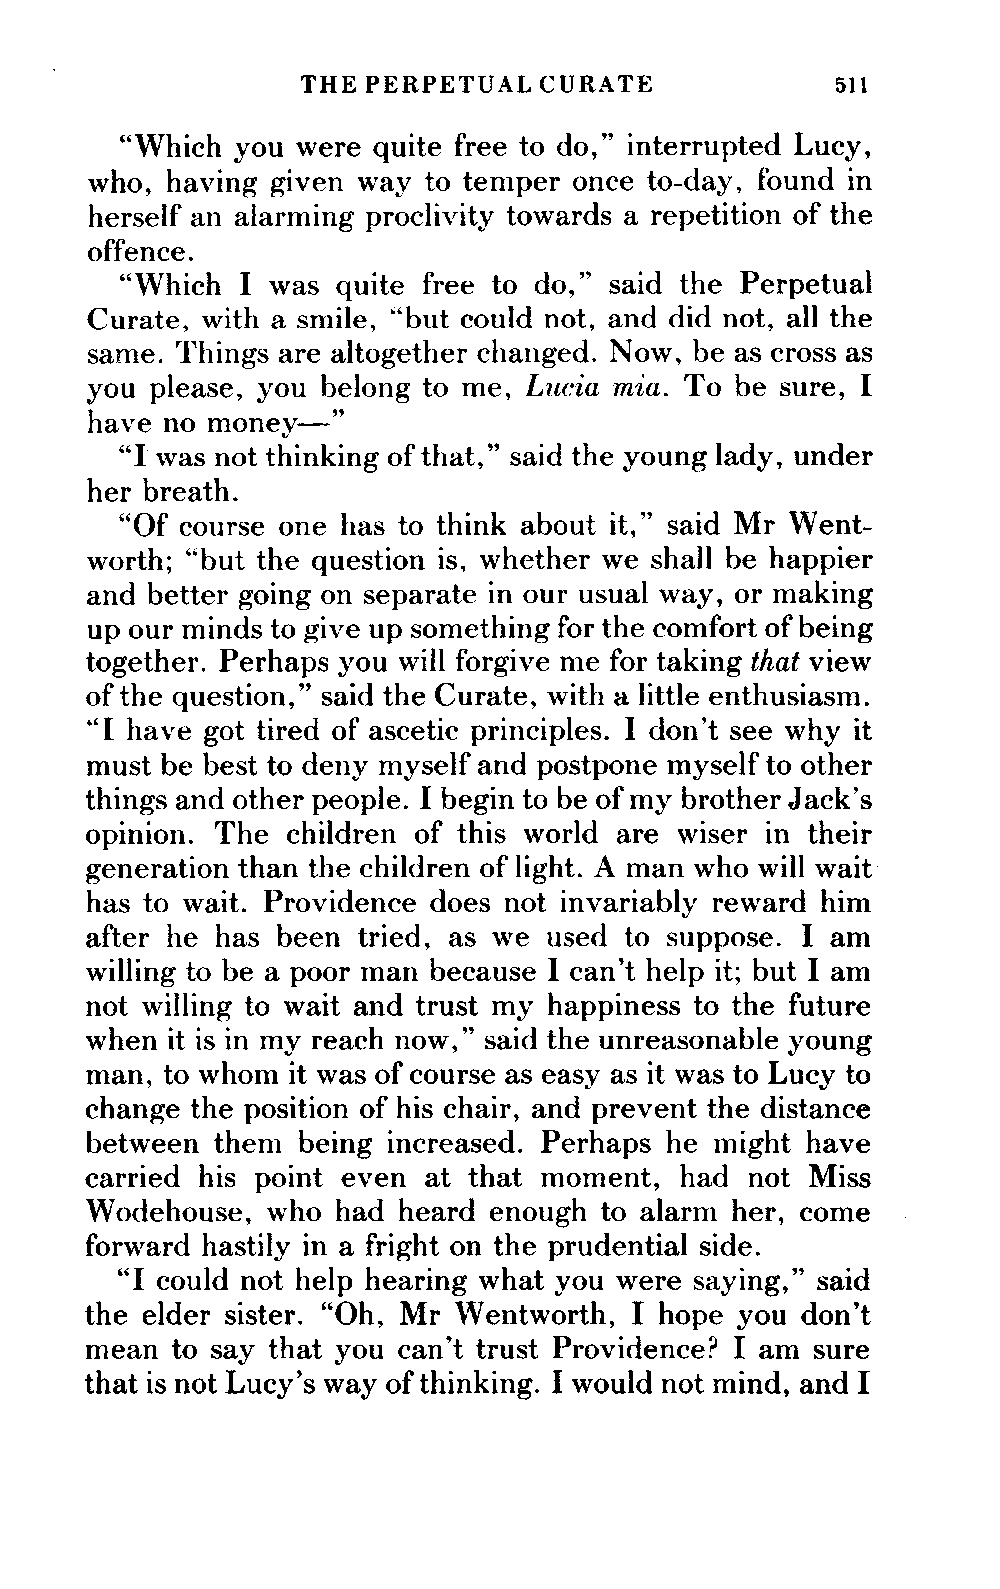 THE PERPETUAL CURATE 511
“Which you were quite free to do,” interrupted Lucy,
who, having given way to temper once to-day, found in
herself an alarming proclivity towards a repetition of the
offence.
“Which I was quite free to do,” said the Perpetual
Curate, with a smile, “but could not, and did not, all the
same. Things are altogether changed. Now, be as cross as
you please, you belong to me, Lucia mia. To be sure, I
have no money—”
“I was not thinking of that,” said the young lady, under
her breath.
“Of course one has to think about it,” said Mr Went-
worth; “but the question is, whether we shall be happier
and better going on separate in our usual way, or making
up our minds to give up something for the comfort of being
together. Perhaps you will forgive me for taking that view
of the question,” said the Curate, with a little enthusiasm.
“I have got tired of ascetic principles. I don’t see why it
must be best to deny myself and postpone myself to other
things and other people. I begin to be of my brother Jack’s
opinion. The children of this world are wiser in their
generation than the children of light. A man who will wait
has to wait. Providence does not invariably reward him
after he has been tried, as we used to suppose. I am
willing to be a poor man because I can’t help it; but I am
not willing to wait and trust my happiness to the future
when it is in my reach now,” said the unreasonable young
man, to whom it was of course as easy as it was to Lucy to
change the position of his chair, and prevent the distance
between them being increased. Perhaps he might have
carried his point even at that moment, had not Miss
Wodehouse, who had heard enough to alarm her, come
forward hastily in a fright on the prudential side.
“I could not help hearing what you were saying,” said
the elder sister. “Oh, Mr Wentworth, I hope you don’t
mean to say that you can’t trust Providence? I am sure
that is not Lucy’s way of thinking. I would not mind, and I